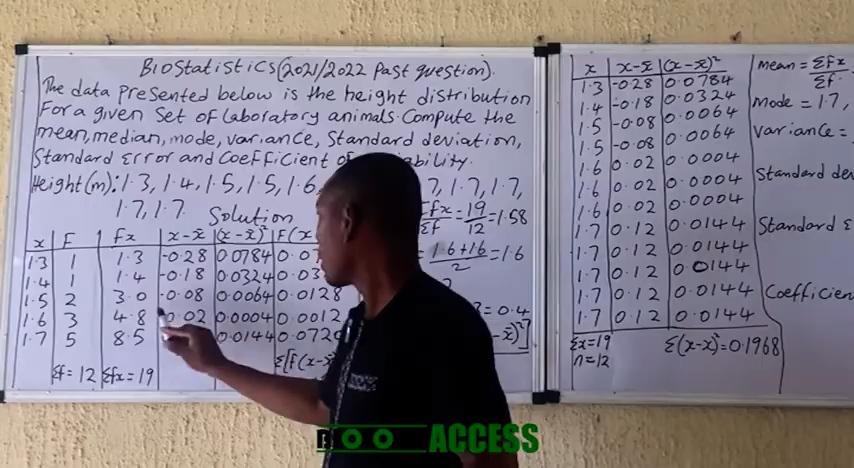 BIOStatistics(2021/2022 Past question).
The data presented below is the height distribution
For a given set of Laboratory animals. Compute the
mean, median, mode, variance, Standard deviation,
Standard Error and Coefficient
Height(m): 1.3, 1.4, 1.5, 1.5, 1.6, 1.7, 1.7,
1.7, 1.7. Solution
x F Fx x-x̄ (x-x̄)²
1.3 1 1.3 -0.28 0.0784
1.4 1 1.4 -0.18 0.0324
1.5 2 3.0 -0.08 0.0064 0.0128
1.6 3 4.8 0.02 0.0004 0.0012
1.7 5 8.5 0.0144 0.0720
Σf = 12 Σfx = 19
= 19/12 = 1.58
1.6+1.6/2 = 1.6
= 0.4
x x-x̄ (x-x̄)²
1.3 -0.28 0.0784
1.4 -0.18 0.0324
1.5 -0.08 0.0064
1.5 -0.08 0.0064
1.6 0.02 0.0004
1.6 0.02 0.0004
1.6 0.02 0.0004
1.7 0.12 0.0144
1.7 0.12 0.0144
1.7 0.12 0.0144
1.7 0.12 0.0144
1.7 0.12 0.0144
Σx=19
n=12
Σ(x-x̄)²=0.1968
mean = Σfx/Σf
mode = 1.7,
variance =
Standard
Standard
ACCESS